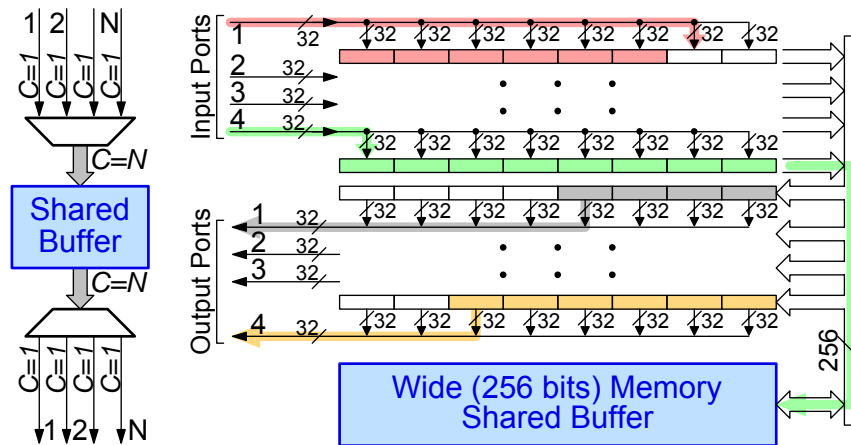 1 2 N
C=1 C=1 C=1 C=1
C=N
Shared
Buffer
C=N
C=1 C=1 C=1 C=1
1 2 N
Input Ports
1 32 32 32 32 32 32 32 32 32
2 32
3 32
4 32 32 32 32 32 32 32 32 32
Output Ports
1 32 32 32 32 32 32 32 32 32
2 32
3 32
4 32 32 32 32 32 32 32 32 32
256
Wide (256 bits) Memory
Shared Buffer